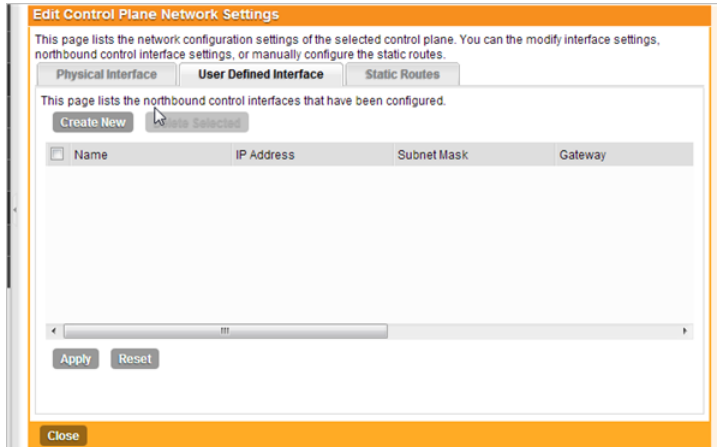 Edit Control Plane Network Settings
This page lists the network configuration settings of the selected control plane. You can the modify interface settings,
northbound control interface settings, or manually configure the static routes.
Physical Interface User Defined Interface Static Routes
This page lists the northbound control interfaces that have been configured.
Create New Delete Selected
Name IP Address Subnet Mask Gateway
Apply Reset
Close